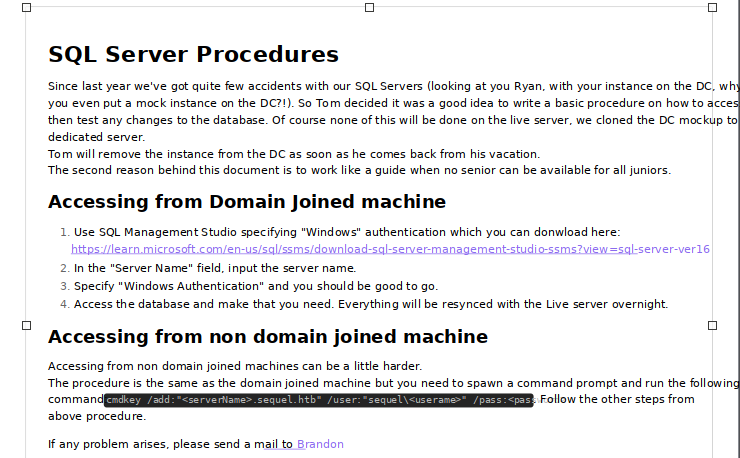 SQL Server Procedures
Since last year we've got quite few accidents with our SQL Servers (looking at you Ryan, with your instance on the DC, why
you even put a mock instance on the DC?!). So Tom decided it was a good idea to write a basic procedure on how to acces
then test any changes to the database. Of course none of this will be done on the live server, we cloned the DC mockup to
dedicated server.
Tom will remove the instance from the DC as soon as he comes back from his vacation.
The second reason behind this document is to work like a guide when no senior can be available for all juniors.
Accessing from Domain Joined machine
1. Use SQL Management Studio specifying "Windows" authentication which you can donwload here:
https://learn.microsoft.com/en-us/sql/ssms/download-sql-server-management-studio-ssms?view=sql-server-ver16
2. In the "Server Name" field, input the server name.
3. Specify "Windows Authentication" and you should be good to go.
4. Access the database and make that you need. Everything will be resynced with the Live server overnight.
Accessing from non domain joined machine
Accessing from non domain joined machines can be a little harder.
The procedure is the same as the domain joined machine but you need to spawn a command prompt and run the following
command cmdkey /add:"<serverName>.sequel.htb" /user:"sequel\<userame>" /pass:<pas . Follow the other steps from
above procedure.
If any problem arises, please send a mail to Brandon